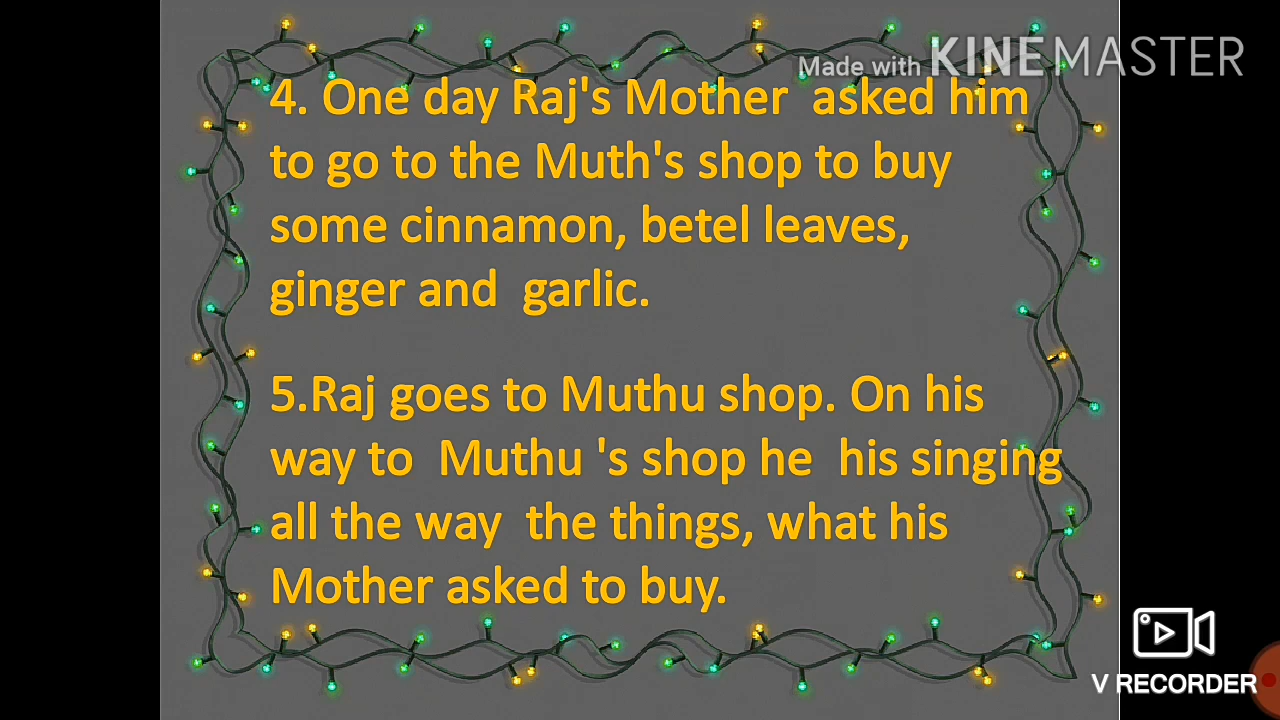 Made with KINEMASTER
4. One day Raj's Mother asked him
to go to the Muth's shop to buy
some cinnamon, betel leaves,
ginger and garlic.
5.Raj goes to Muthu shop. On his
way to Muthu 's shop he his singing
all the way the things, what his
Mother asked to buy.
V RECORDER